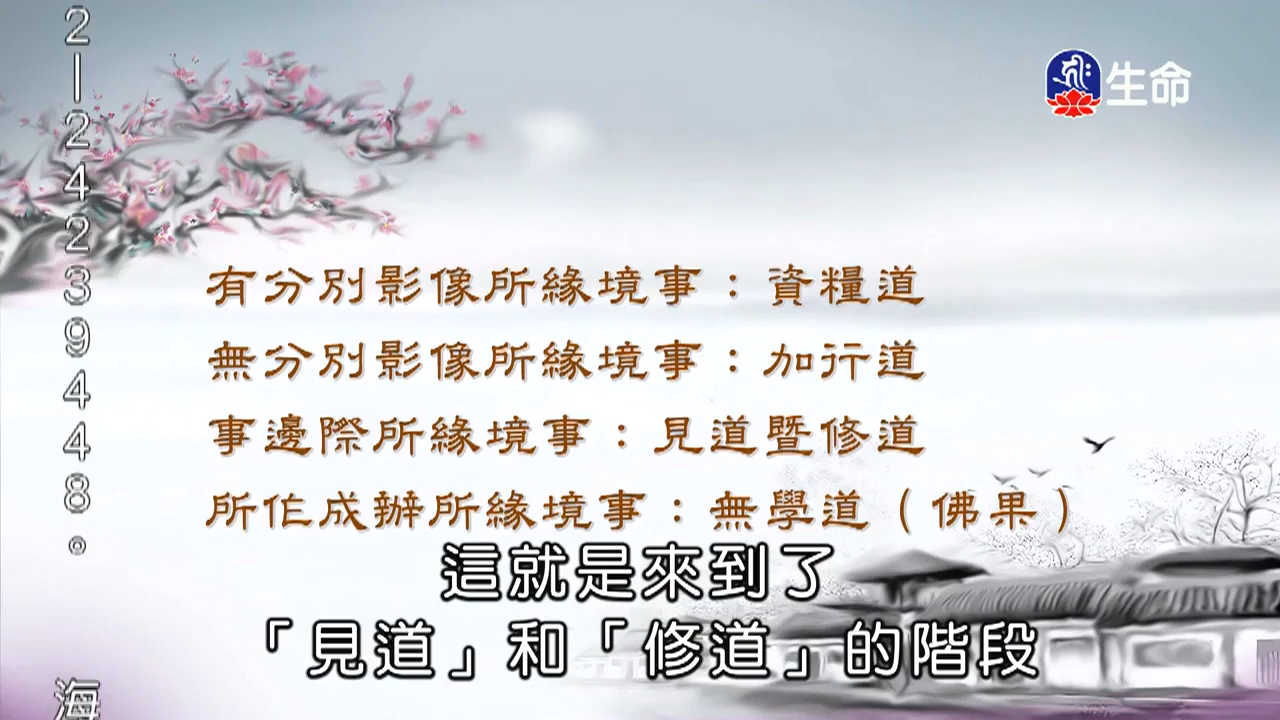 生命
2-24239448。
海
有分別影像所緣境事：資糧道
無分別影像所緣境事：加行道
事邊際所緣境事：見道暨修道
所作成辦所緣境事：無學道（佛果）
這就是來到了
「見道」和「修道」的階段